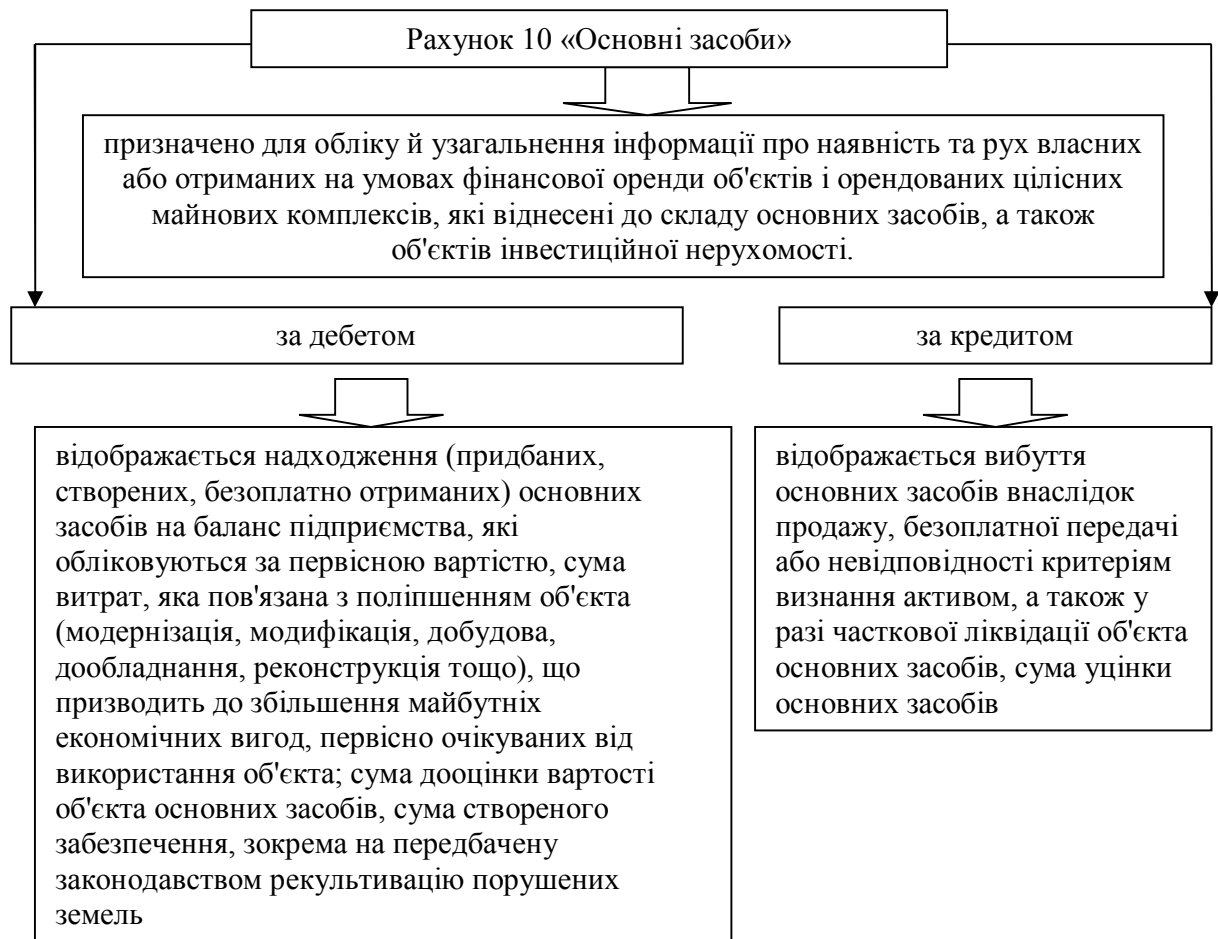 Рахунок 10 «Основні засоби»
призначено для обліку й узагальнення інформації про наявність та рух власних
або отриманих на умовах фінансової оренди об'єктів і орендованих цілісних
майнових комплексів, які віднесені до складу основних засобів, а також
об'єктів інвестиційної нерухомості.
за дебетом
за кредитом
відображається надходження (придбаних,
створених, безоплатно отриманих) основних
засобів на баланс підприємства, які
обліковуються за первісною вартістю, сума
витрат, яка пов'язана з поліпшенням об'єкта
(модернізація, модифікація, добудова,
дообладнання, реконструкція тощо), що
призводить до збільшення майбутніх
економічних вигод, первісно очікуваних від
використання об'єкта; сума дооцінки вартості
об'єкта основних засобів, сума створеного
забезпечення, зокрема на передбачену
законодавством рекультивацію порушених
земель
відображається вибуття
основних засобів внаслідок
продажу, безоплатної передачі
або невідповідності критеріям
визнання активом, а також у
разі часткової ліквідації об'єкта
основних засобів, сума уцінки
основних засобів